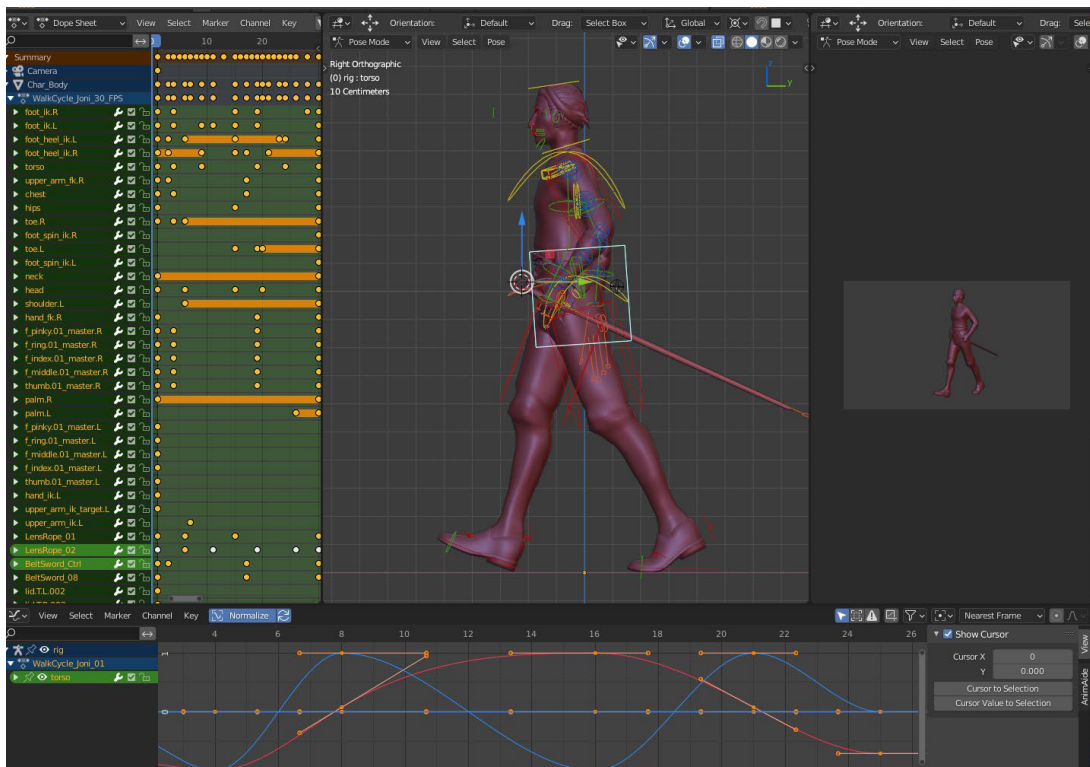 Dope Sheet View Select Marker Channel Key
Orientation: Default Drag: Select Box Global
Orientation: Default Drag:
10 20
Pose Mode View Select Pose
Pose Mode View Select Pose
Summary
Camera
Char_Body
WalkCycle_Joni_30_FPS
foot_ik.R
foot_ik.L
foot_heel_ik.L
foot_heel_ik.R
torso
upper_arm_fk.R
chest
hips
toe.R
foot_spin_ik.R
toe.L
foot_spin_ik.L
neck
head
shoulder.L
hand_fk.R
f_pinky.01_master.R
f_ring.01_master.R
f_index.01_master.R
f_middle.01_master.R
thumb.01_master.R
palm.R
palm.L
f_pinky.01_master.L
f_ring.01_master.L
f_middle.01_master.L
f_index.01_master.L
thumb.01_master.L
hand_ik.L
upper_arm_ik_target.L
upper_arm_ik.L
LensRope_01
LensRope_02
BeltSword_Ctrl
BeltSword_08
lid.T.L.002
Right Orthographic
(0) rig : torso
10 Centimeters
Z
Y
View Select Marker Channel Key Normalize Nearest Frame
4 6 8 10 12 14 16 18 20 22 24 26
rig
WalkCycle_Joni_01
torso
1
0
Show Cursor
Cursor X 0
Y 0.000
Cursor to Selection
Cursor Value to Selection
View
AnimAide